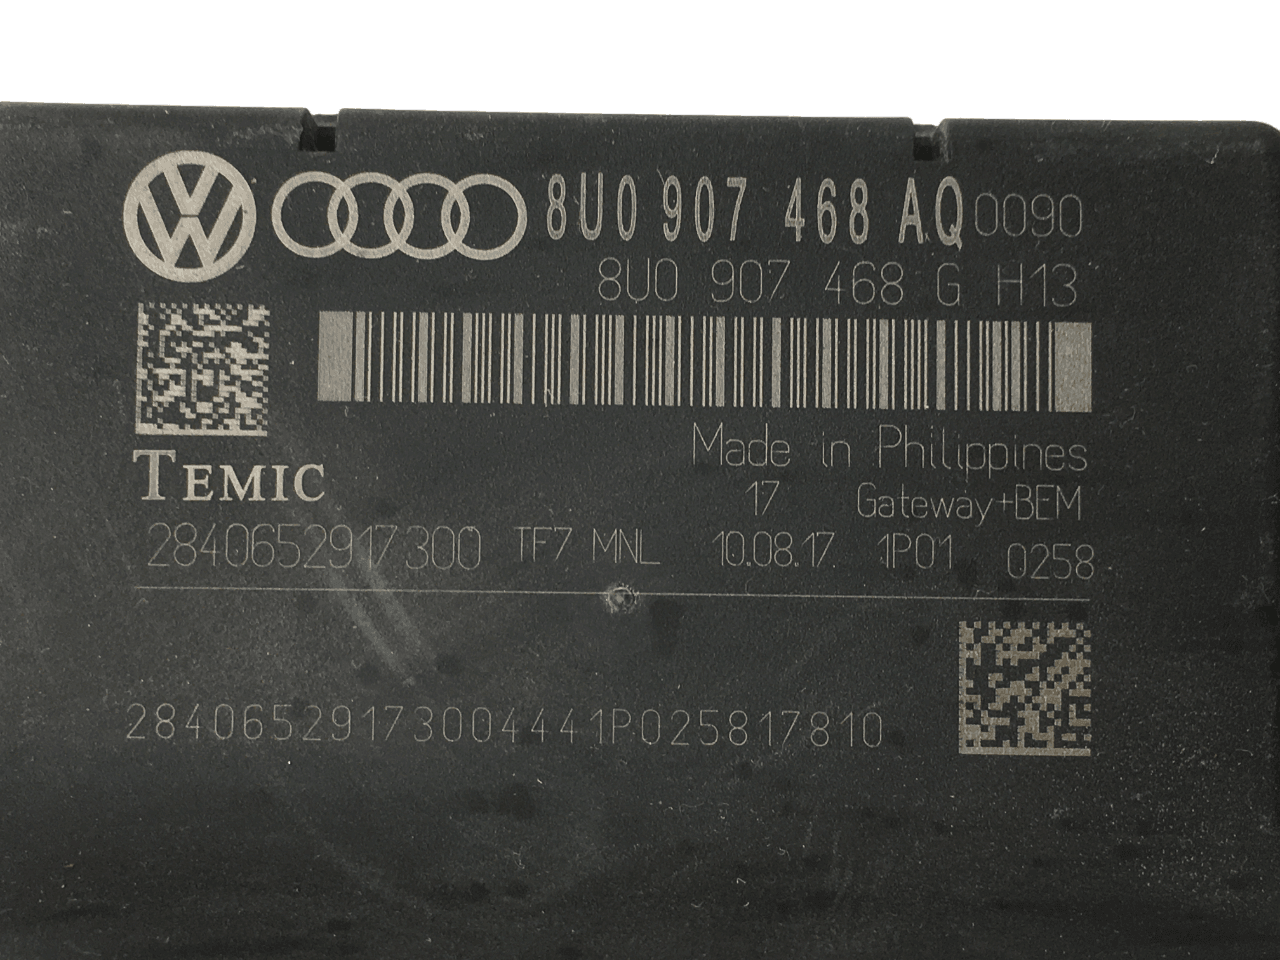 8U0 907 468 AQ 0090
8U0 907 468 G H13
Made in Philippines
TEMIC
17 Gateway+BEM
2840652917300 TF7 MNL 10.08.17. 1P01 0258
28406529173004441P025817810